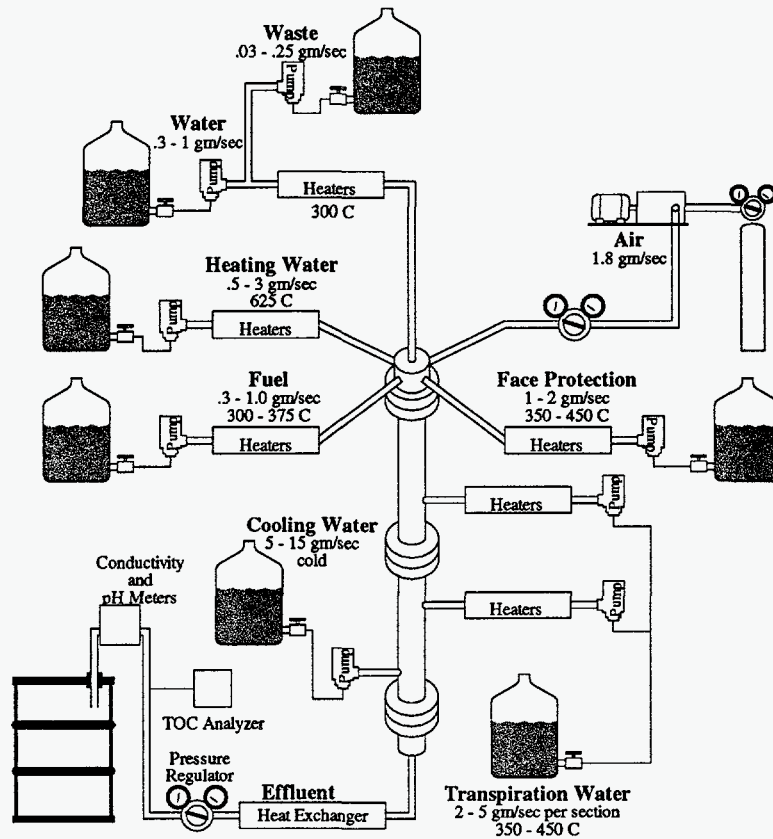 Waste
.03 - .25 gm/sec
Pump
Water
.3 - 1 gm/sec
Pump
Heaters
300 C
Air
1.8 gm/sec
Heating Water
.5 - 3 gm/sec
625 C
Pump
Heaters
Fuel
.3 - 1.0 gm/sec
300 - 375 C
Pump
Heaters
Face Protection
1 - 2 gm/sec
350 - 450 C
Heaters
Pump
Heaters
Pump
Cooling Water
5 - 15 gm/sec
cold
Pump
Heaters
Pump
Conductivity
and
pH Meters
TOC Analyzer
Pressure
Regulator
Effluent
Heat Exchanger
Transpiration Water
2 - 5 gm/sec per section
350 - 450 C